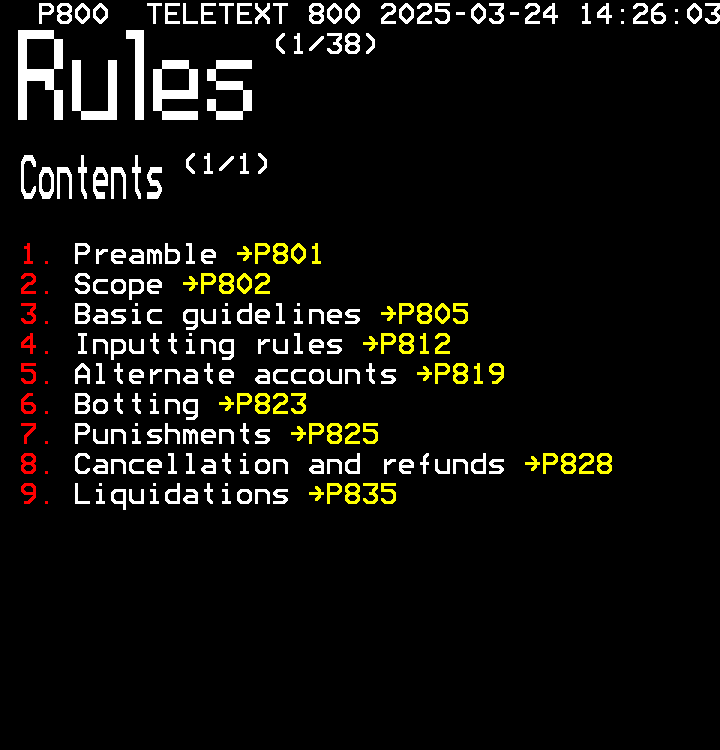 P800 TELETEXT 800 2025-03-24 14:26:03
Rules (1/38)
Contents (1/1)
1. Preamble →P801
2. Scope →P802
3. Basic guidelines →P805
4. Inputting rules →P812
5. Alternate accounts →P819
6. Botting →P823
7. Punishments →P825
8. Cancellation and refunds →P828
9. Liquidations →P835